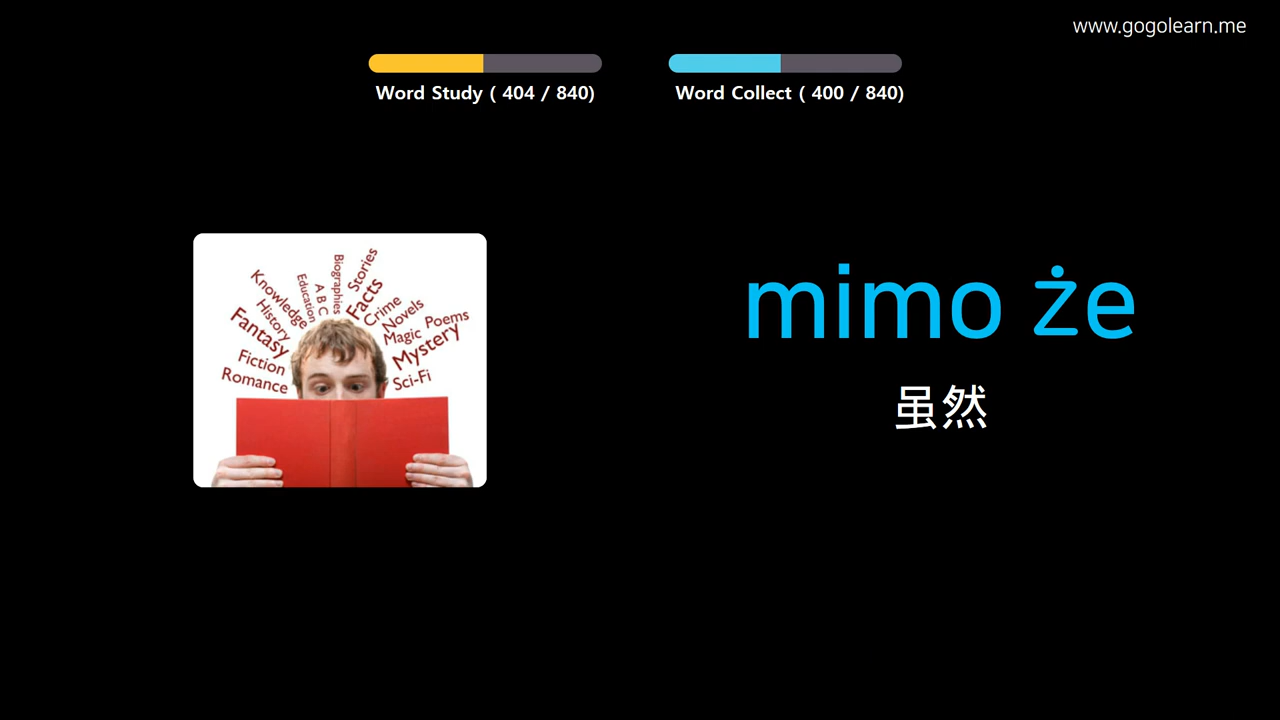 www.gogolearn.me
Word Study ( 404 / 840)
Word Collect ( 400 / 840)
mimo że
虽然
Knowledge
History
Fantasy
Fiction
Romance
Education
A B C
Biographies
Stories
Facts
Crime
Novels
Magic
Poems
Mystery
Sci-Fi